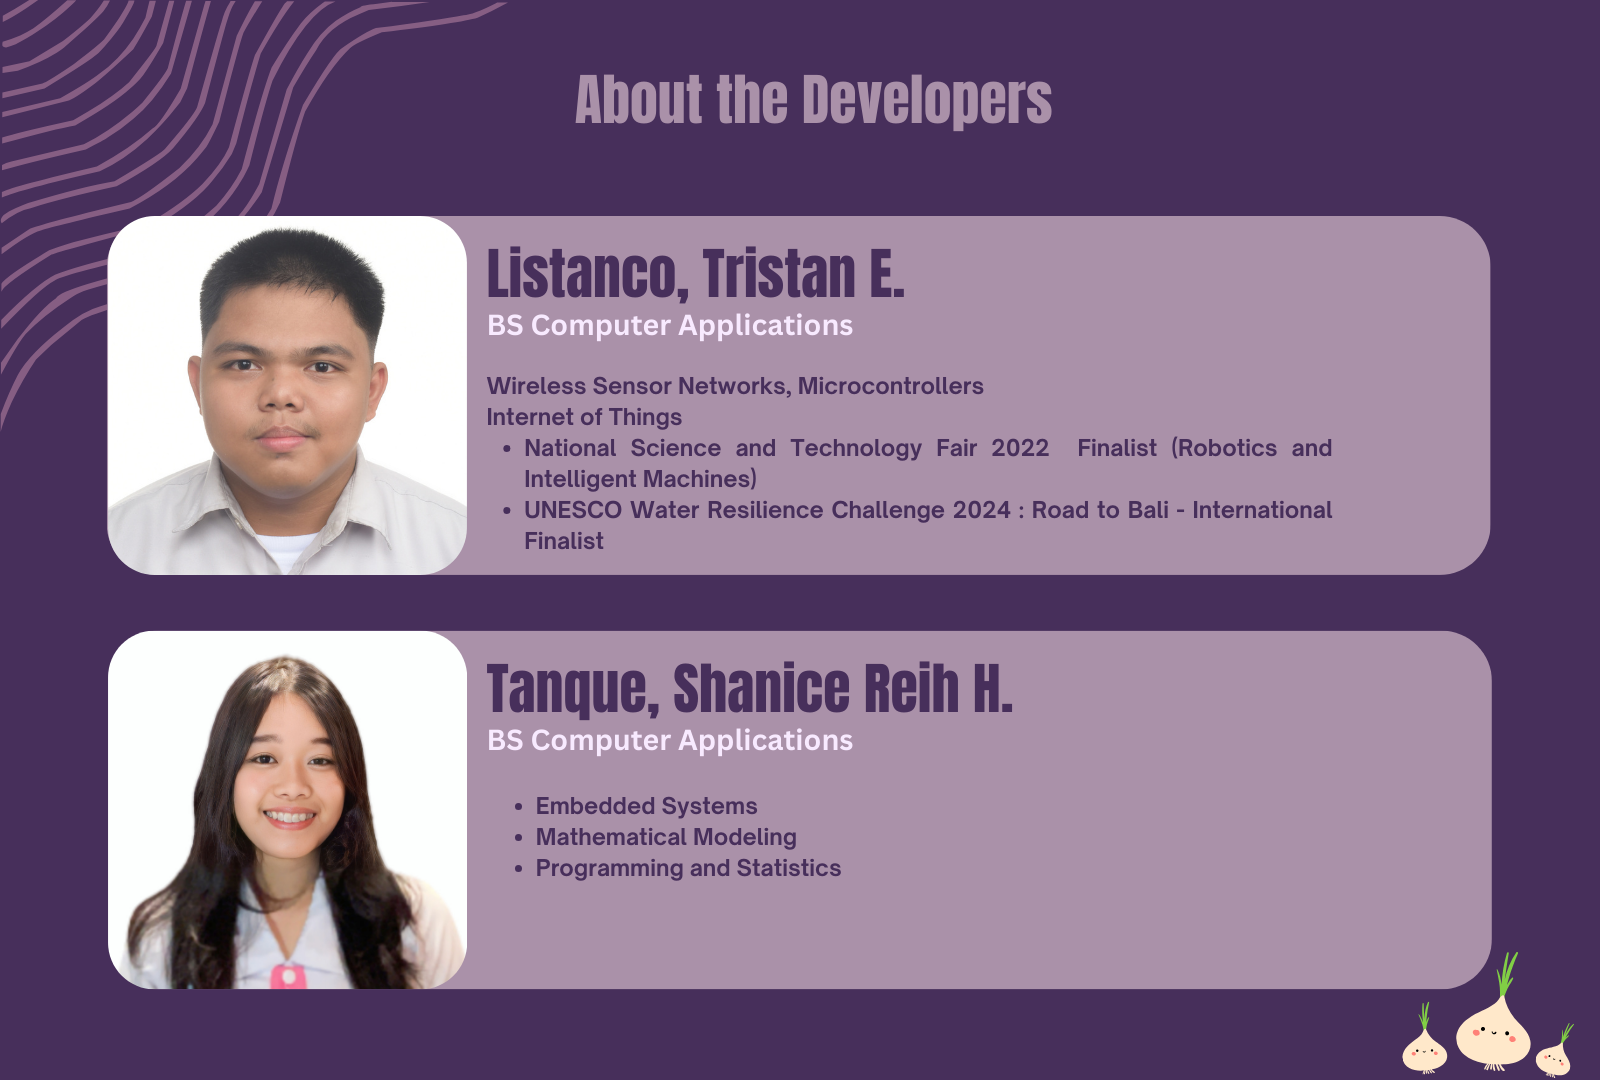 About the Developers
Listanco, Tristan E.
BS Computer Applications
Wireless Sensor Networks, Microcontrollers
Internet of Things
• National Science and Technology Fair 2022 Finalist (Robotics and
Intelligent Machines)
• UNESCO Water Resilience Challenge 2024 : Road to Bali - International
Finalist
Tanque, Shanice Reih H.
BS Computer Applications
• Embedded Systems
• Mathematical Modeling
• Programming and Statistics